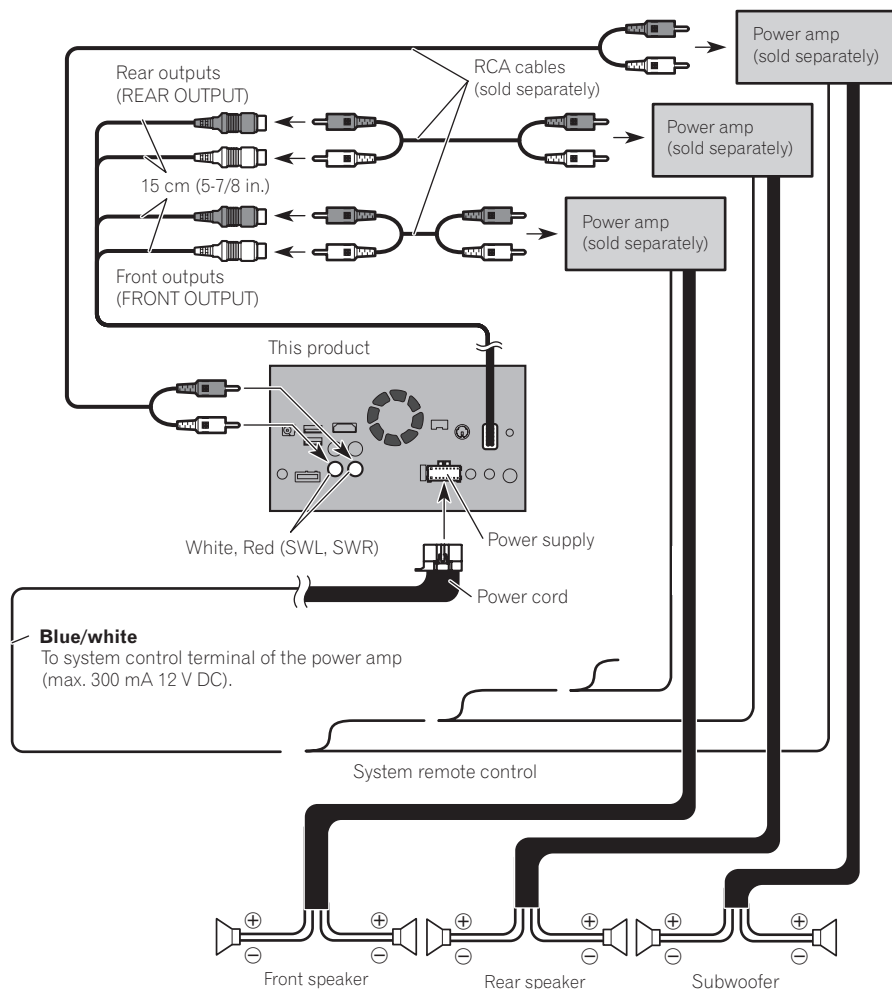 Power amp
(sold separately)
Rear outputs
(REAR OUTPUT)
RCA cables
(sold separately)
Power amp
(sold separately)
15 cm (5-7/8 in.)
Power amp
(sold separately)
Front outputs
(FRONT OUTPUT)
This product
White, Red (SWL, SWR)
Power supply
Power cord
Blue/white
To system control terminal of the power amp
(max. 300 mA 12 V DC).
System remote control
+ + + + + +
− − − − − −
Front speaker
Rear speaker
Subwoofer